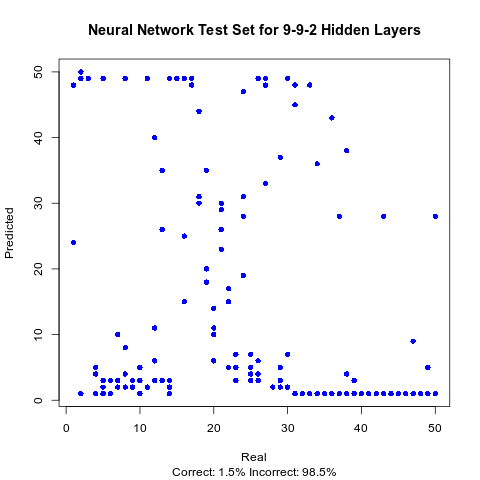 Neural Network Test Set for 9-9-2 Hidden Layers
50
40
30
20
10
0
Predicted
0 10 20 30 40 50
Real
Correct: 1.5% Incorrect: 98.5%